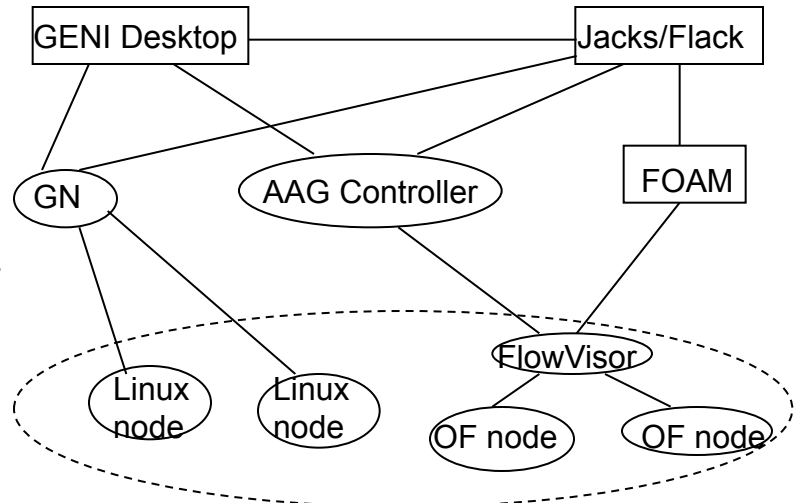 GENI Desktop
Jacks/Flack
GN
AAG Controller
FOAM
FlowVisor
Linux
node
Linux
node
OF node
OF node